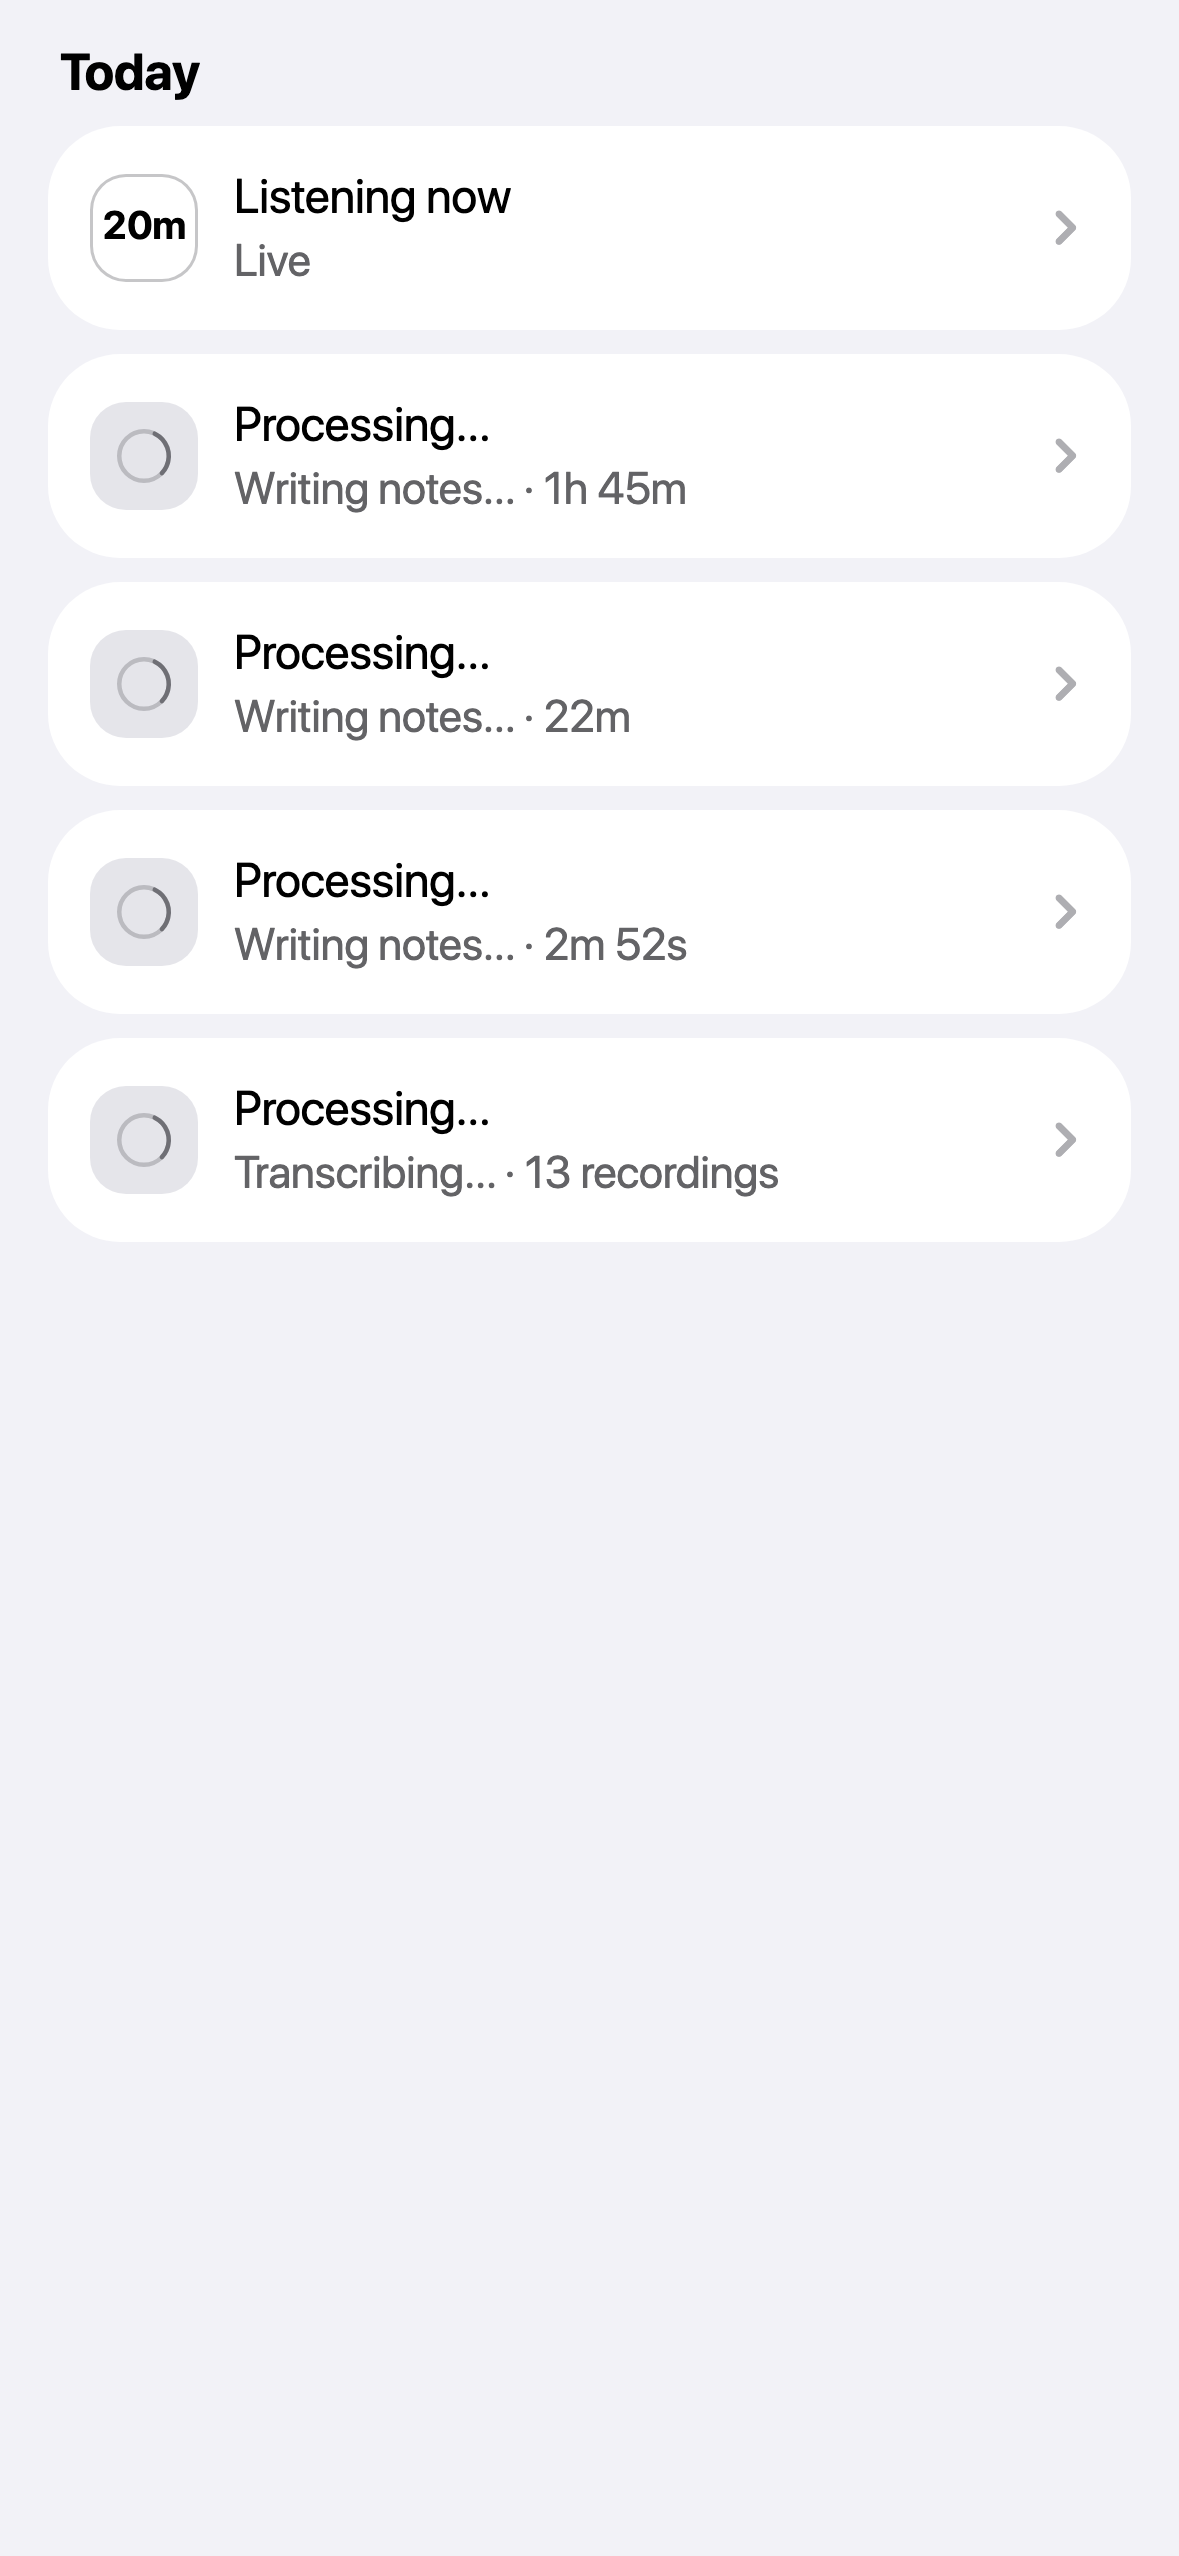 Today
20m
Listening now
Live
Processing...
Writing notes... · 1h 45m
Processing...
Writing notes... · 22m
Processing...
Writing notes... · 2m 52s
Processing...
Transcribing... · 13 recordings